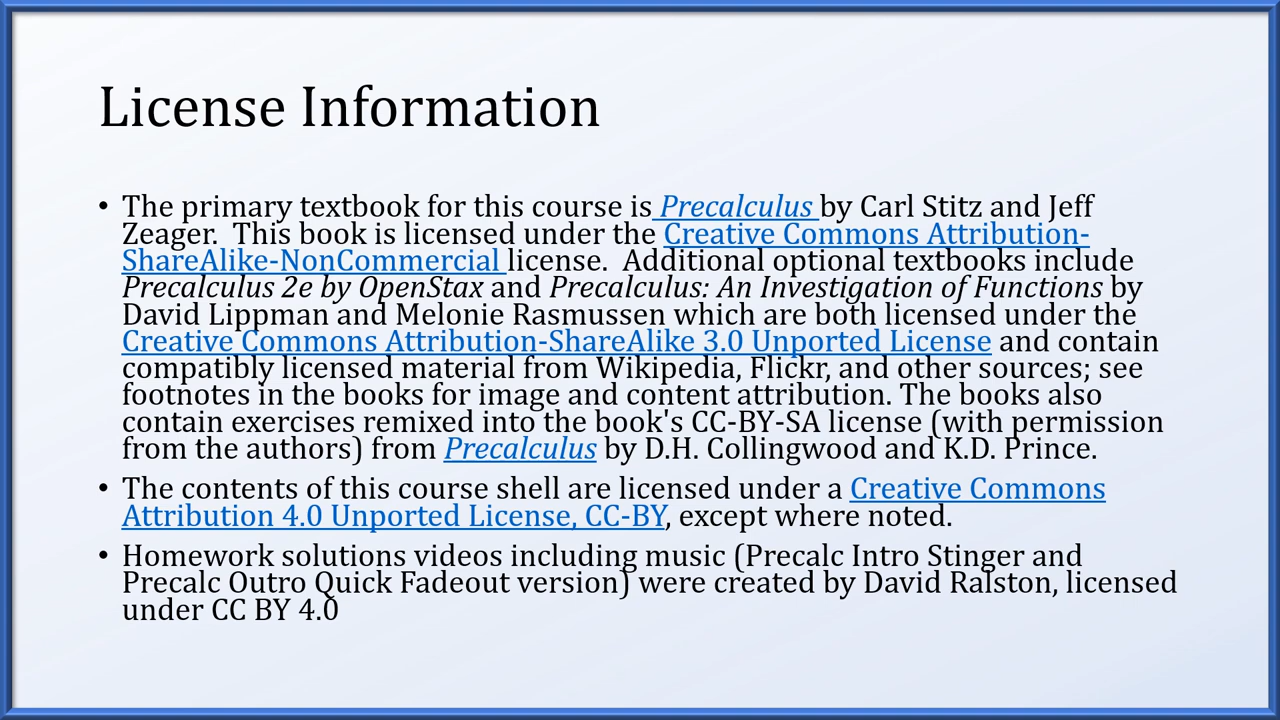 License Information
• The primary textbook for this course is Precalculus by Carl Stitz and Jeff
Zeager.  This book is licensed under the Creative Commons Attribution-
ShareAlike-NonCommercial license.  Additional optional textbooks include
Precalculus 2e by OpenStax and Precalculus: An Investigation of Functions by
David Lippman and Melonie Rasmussen which are both licensed under the
Creative Commons Attribution-ShareAlike 3.0 Unported License and contain
compatibly licensed material from Wikipedia, Flickr, and other sources; see
footnotes in the books for image and content attribution. The books also
contain exercises remixed into the book's CC-BY-SA license (with permission
from the authors) from Precalculus by D.H. Collingwood and K.D. Prince.
• The contents of this course shell are licensed under a Creative Commons
Attribution 4.0 Unported License, CC-BY, except where noted.
• Homework solutions videos including music (Precalc Intro Stinger and
Precalc Outro Quick Fadeout version) were created by David Ralston, licensed
under CC BY 4.0